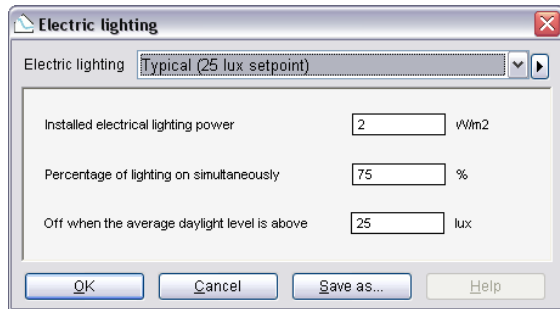 Electric lighting
Electric lighting Typical (25 lux setpoint)
Installed electrical lighting power 2 W/m2
Percentage of lighting on simultaneously 75 %
Off when the average daylight level is above 25 lux
OK Cancel Save as... Help